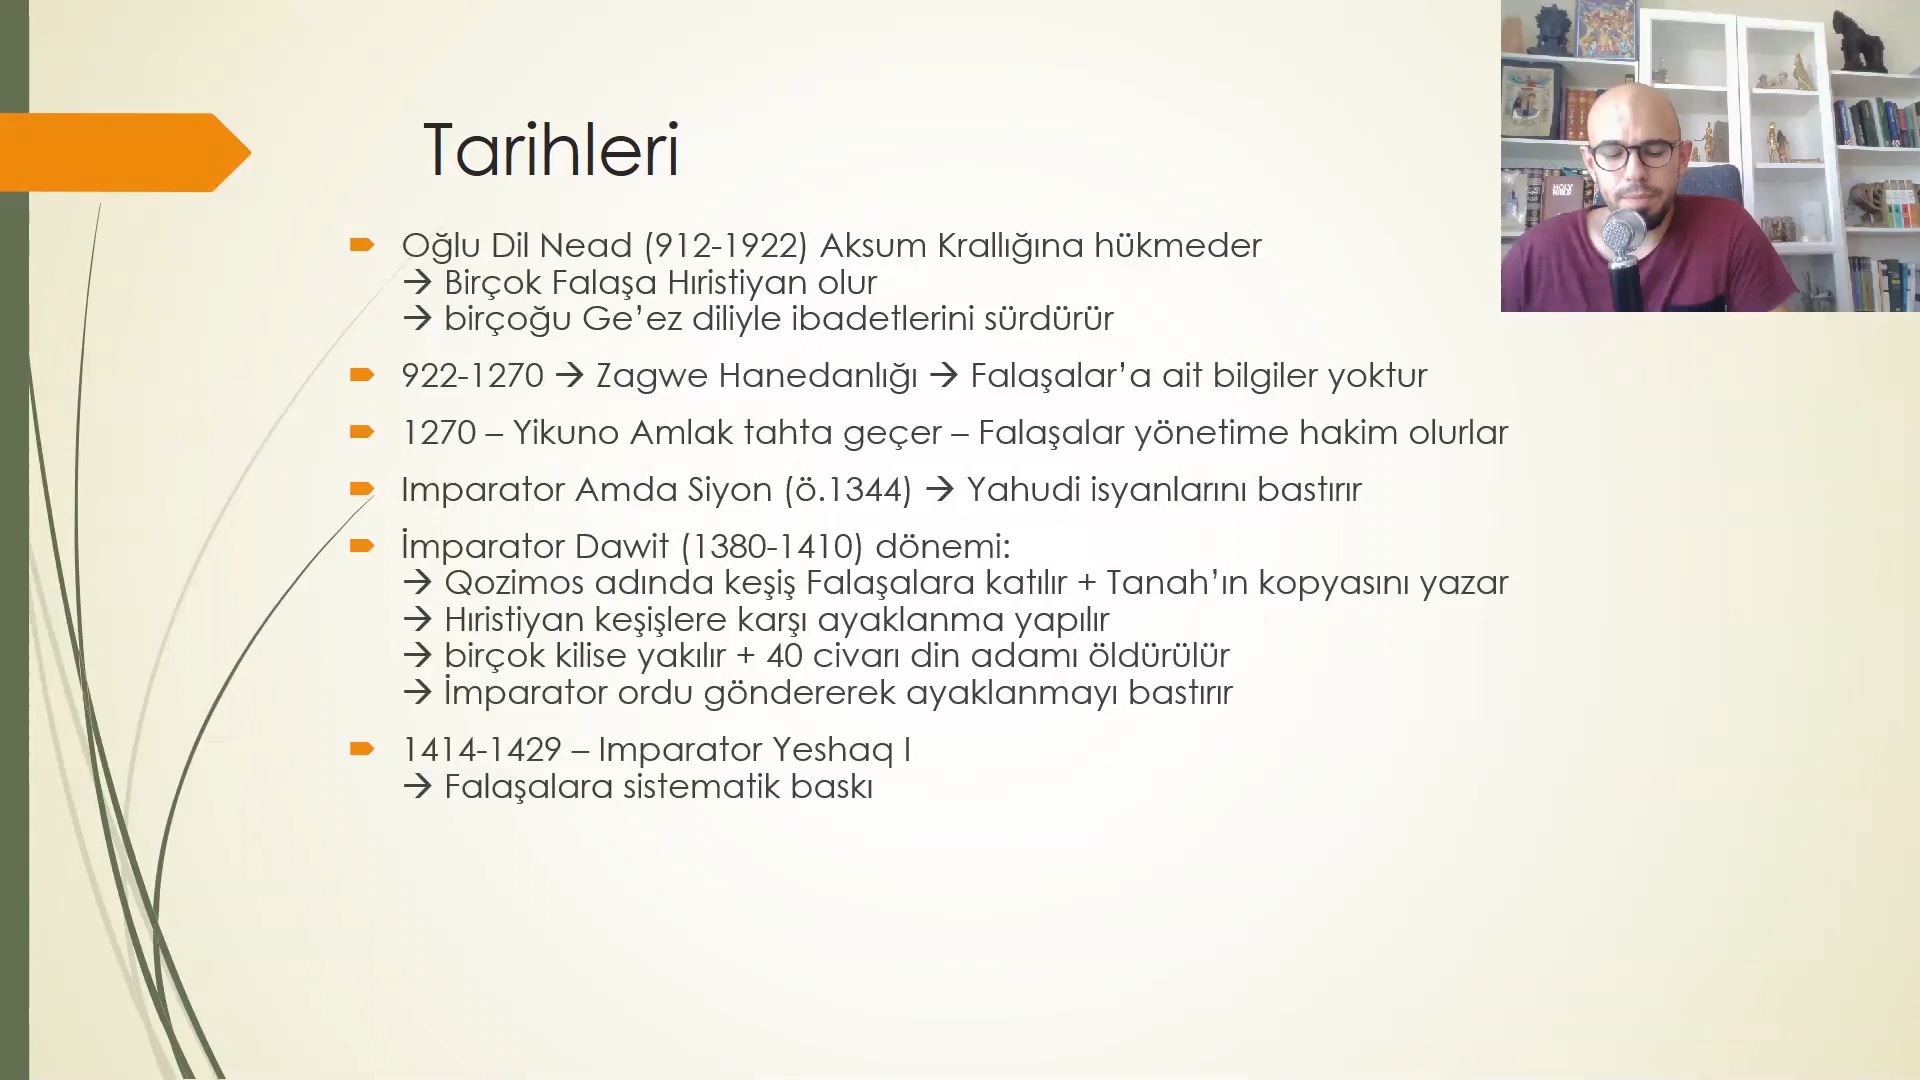 Tarihleri
Oğlu Dil Nead (912-1922) Aksum Krallığına hükmeder
→ Birçok Falaşa Hıristiyan olur
→ birçoğu Ge’ez diliyle ibadetlerini sürdürür
922-1270 → Zagwe Hanedanlığı → Falaşalar’a ait bilgiler yoktur
1270 – Yikuno Amlak tahta geçer – Falaşalar yönetime hakim olurlar
Imparator Amda Siyon (ö.1344) → Yahudi isyanlarını bastırır
İmparator Dawit (1380-1410) dönemi:
→ Qozimos adında keşiş Falaşalara katılır + Tanah’ın kopyasını yazar
→ Hıristiyan keşişlere karşı ayaklanma yapılır
→ birçok kilise yakılır + 40 civarı din adamı öldürülür
→ İmparator ordu göndererek ayaklanmayı bastırır
1414-1429 – Imparator Yeshaq I
→ Falaşalara sistematik baskı
HOLY
BIBLE